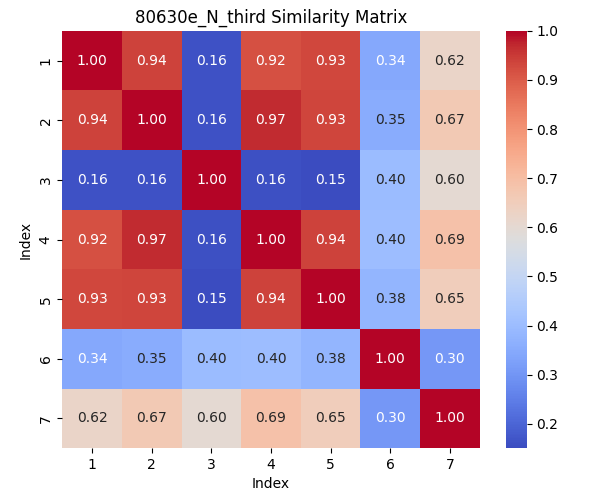 80630e_N_third Similarity Matrix
1 1.00 0.94 0.16 0.92 0.93 0.34 0.62
2 0.94 1.00 0.16 0.97 0.93 0.35 0.67
3 0.16 0.16 1.00 0.16 0.15 0.40 0.60
4 0.92 0.97 0.16 1.00 0.94 0.40 0.69
5 0.93 0.93 0.15 0.94 1.00 0.38 0.65
6 0.34 0.35 0.40 0.40 0.38 1.00 0.30
7 0.62 0.67 0.60 0.69 0.65 0.30 1.00
1 2 3 4 5 6 7
Index
Index
1.0
0.9
0.8
0.7
0.6
0.5
0.4
0.3
0.2